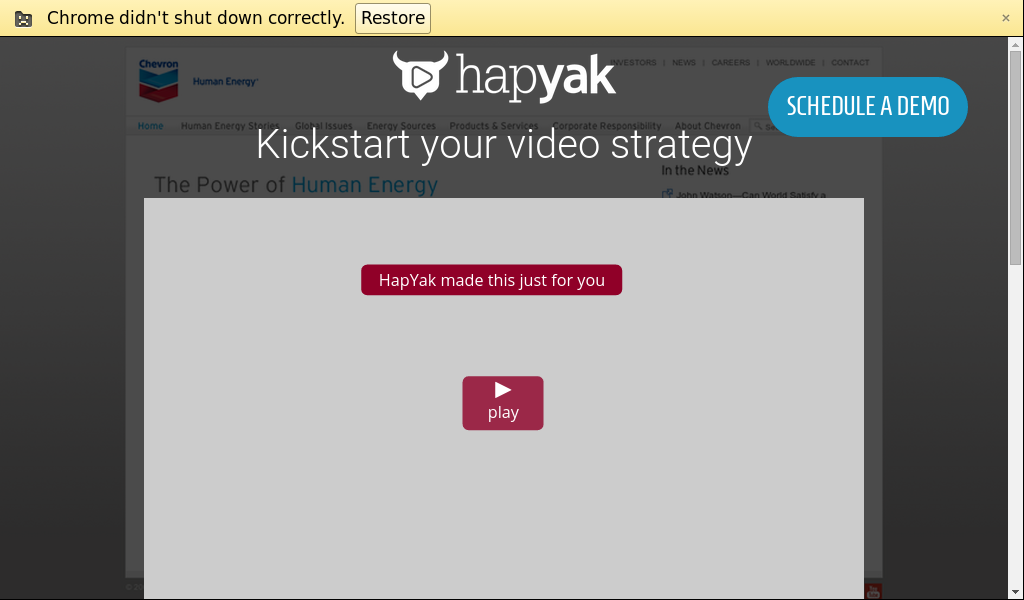 Chrome didn't shut down correctly. Restore
hapyak
INVESTORS | NEWS | CAREERS | WORLDWIDE | CONTACT
Chevron
Human Energy
SCHEDULE A DEMO
Home Human Energy Stories Global Issues Energy Sources Products & Services Corporate Responsibility About Chevron
Kickstart your video strategy
In the News
The Power of Human Energy
John Watson—Can World Satisfy a
HapYak made this just for you
play